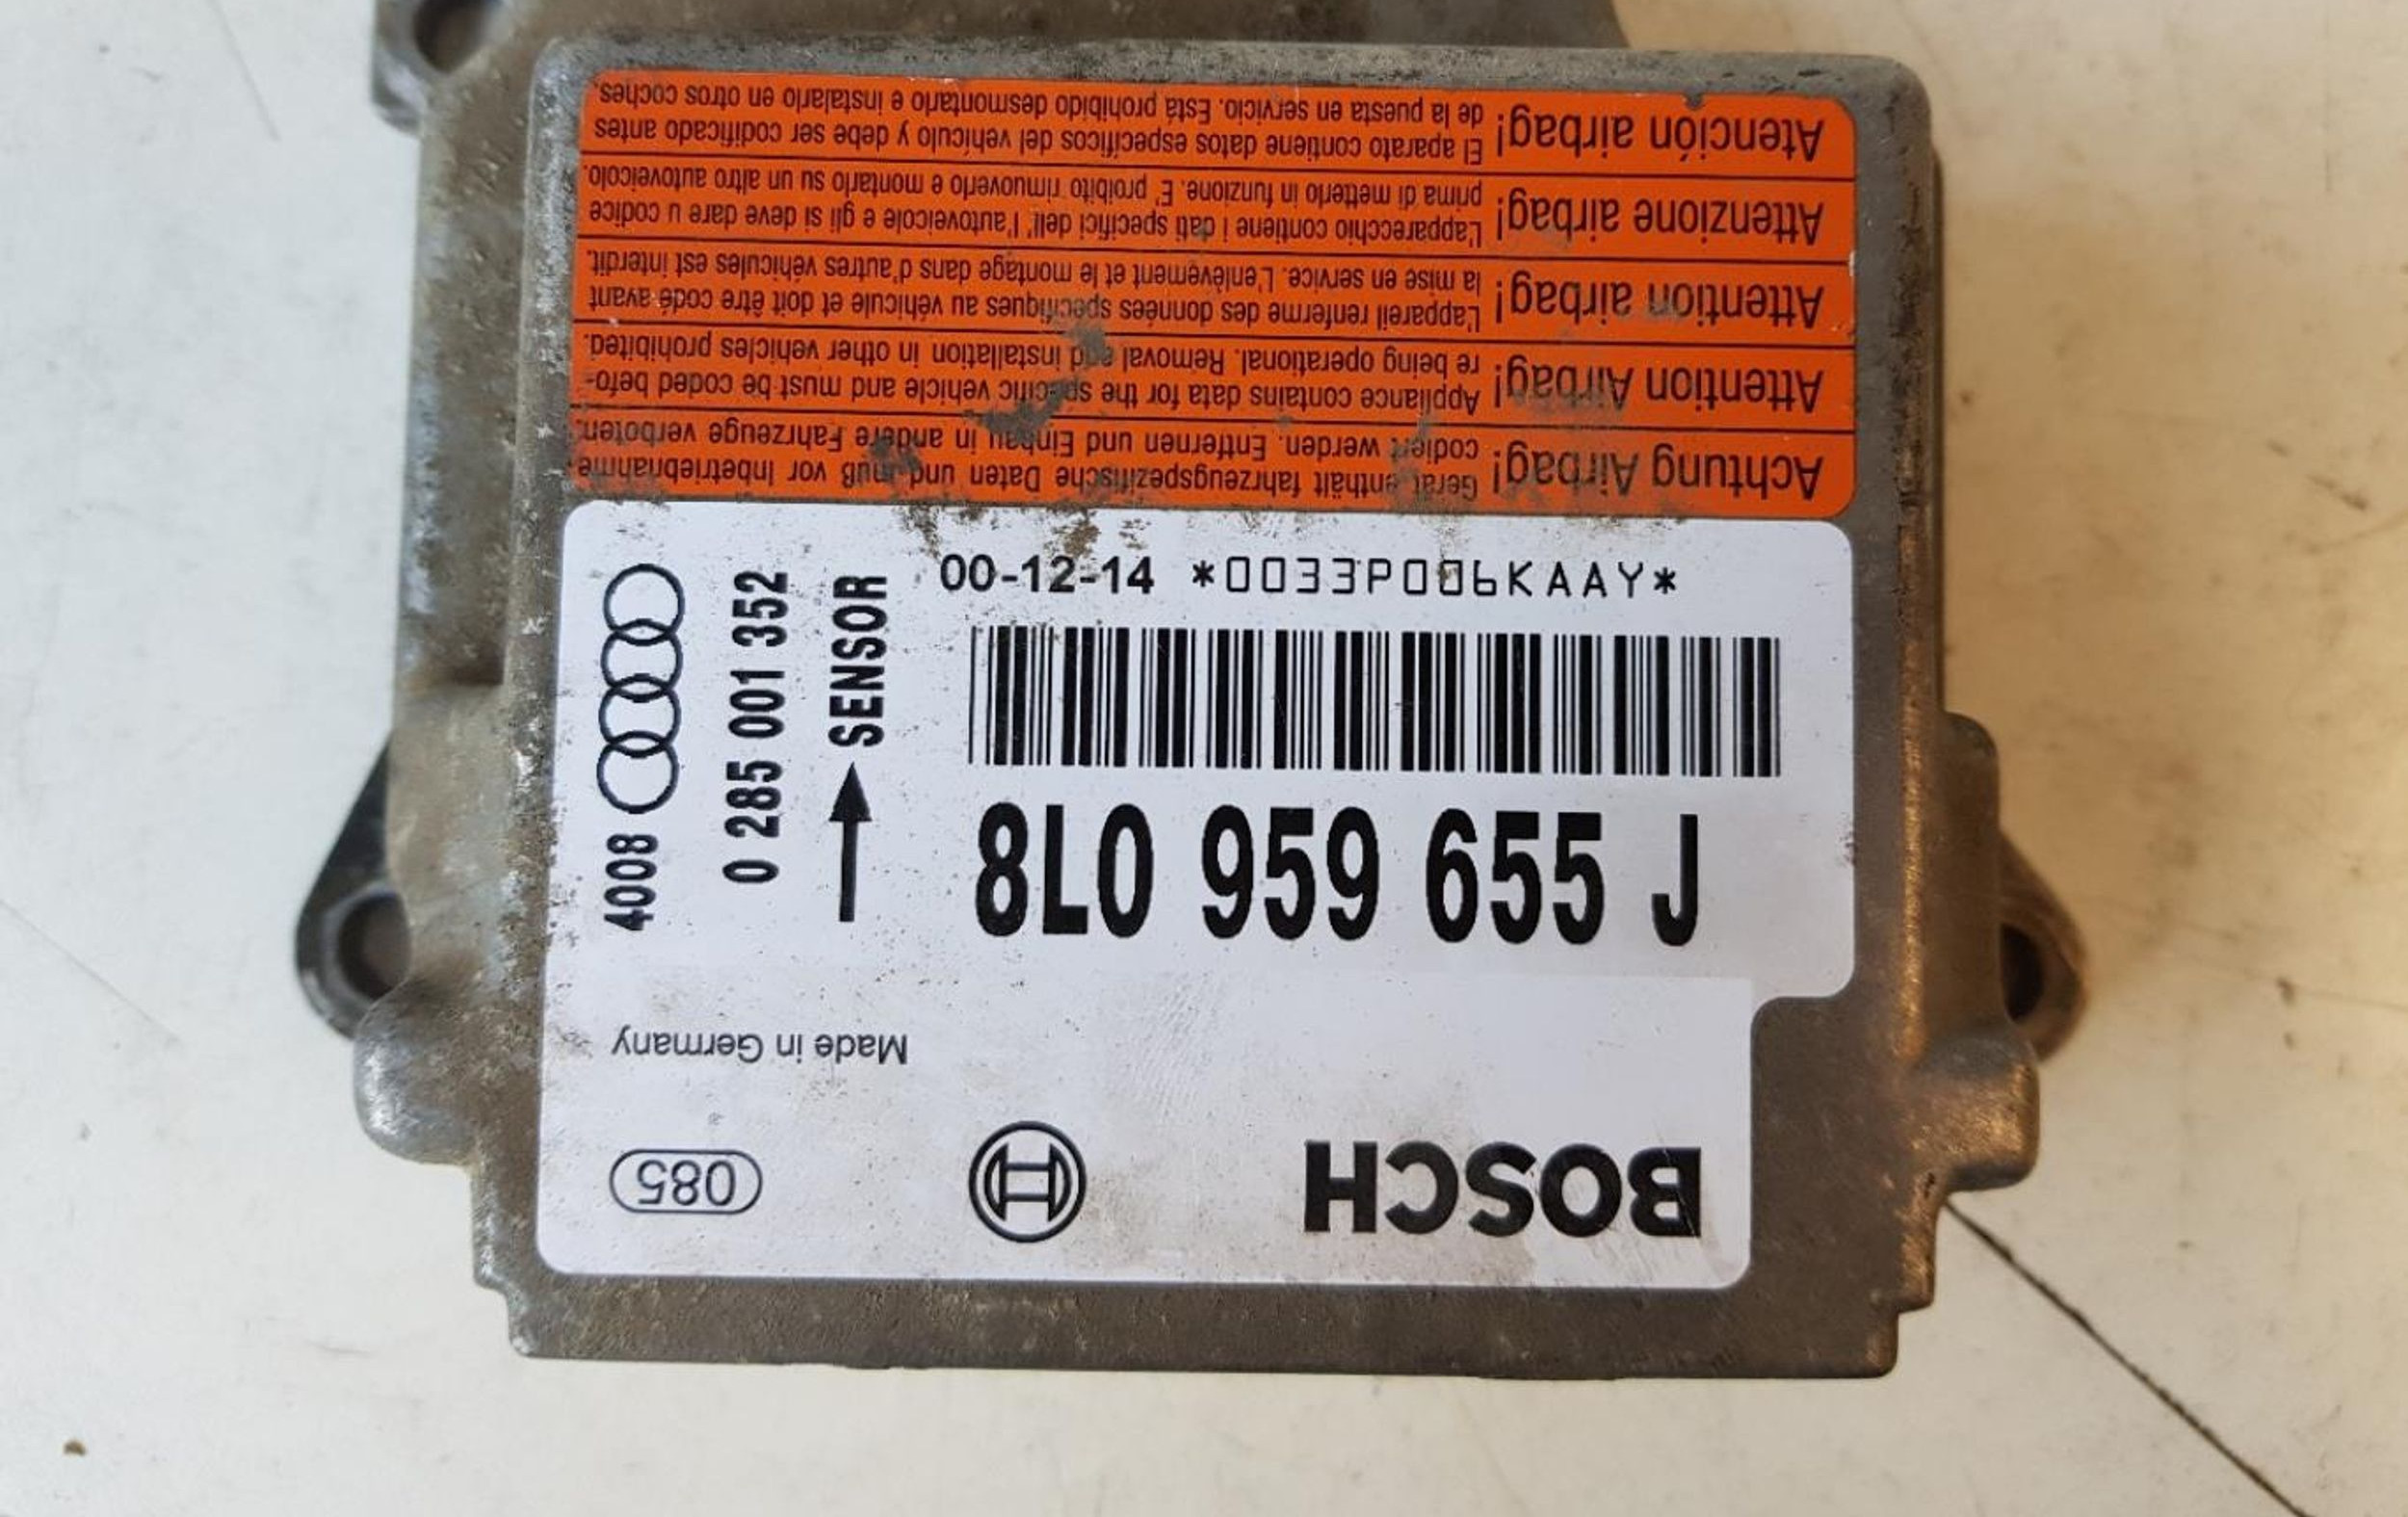 Atención airbag!
El aparato contiene datos específicos del vehículo y debe ser codificado antes
de la puesta en servicio. Está prohibido desmontarlo e instalarlo en otros coches.
Attenzione airbag!
L'apparecchio contiene i dati specifici dell' l'autoveicole e gli si deve dare u codice
prima di metterlo in funzione. E' proibito rimuoverlo e montarlo su un altro autoveicolo.
Attention airbag!
L'appareil renferme des données spécifiques au véhicule et doit être codé avant
la mise en service. L'enlèvement et le montage dans d'autres véhicules est interdit.
Attention Airbag!
Appliance contains data for the specific vehicle and must be coded befo-
re being operational. Removal and installation in other vehicles prohibited.
Achtung Airbag!
Gerät enthält fahrzeugspezifische Daten und muß vor Inbetriebnahme
codiert werden. Entfernen und Einbau in andere Fahrzeuge verboten.
00-12-14 *0033P006KAAY*
8L0 959 655 J
4008
0 285 001 352
SENSOR
Made in Germany
BOSCH
085